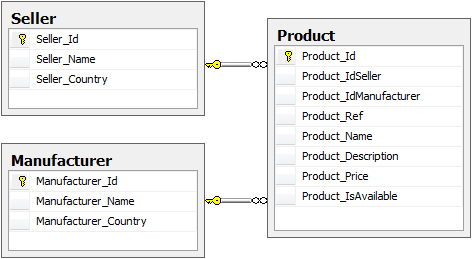 Seller
Seller_Id
Seller_Name
Seller_Country
Manufacturer
Manufacturer_Id
Manufacturer_Name
Manufacturer_Country
Product
Product_Id
Product_IdSeller
Product_IdManufacturer
Product_Ref
Product_Name
Product_Description
Product_Price
Product_IsAvailable